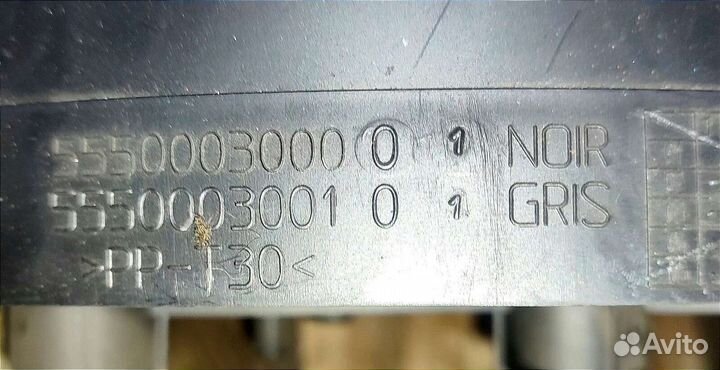 5550003000 0 1 NOIR
5550003001 0 1 GRIS
>PP-T30<
Avito